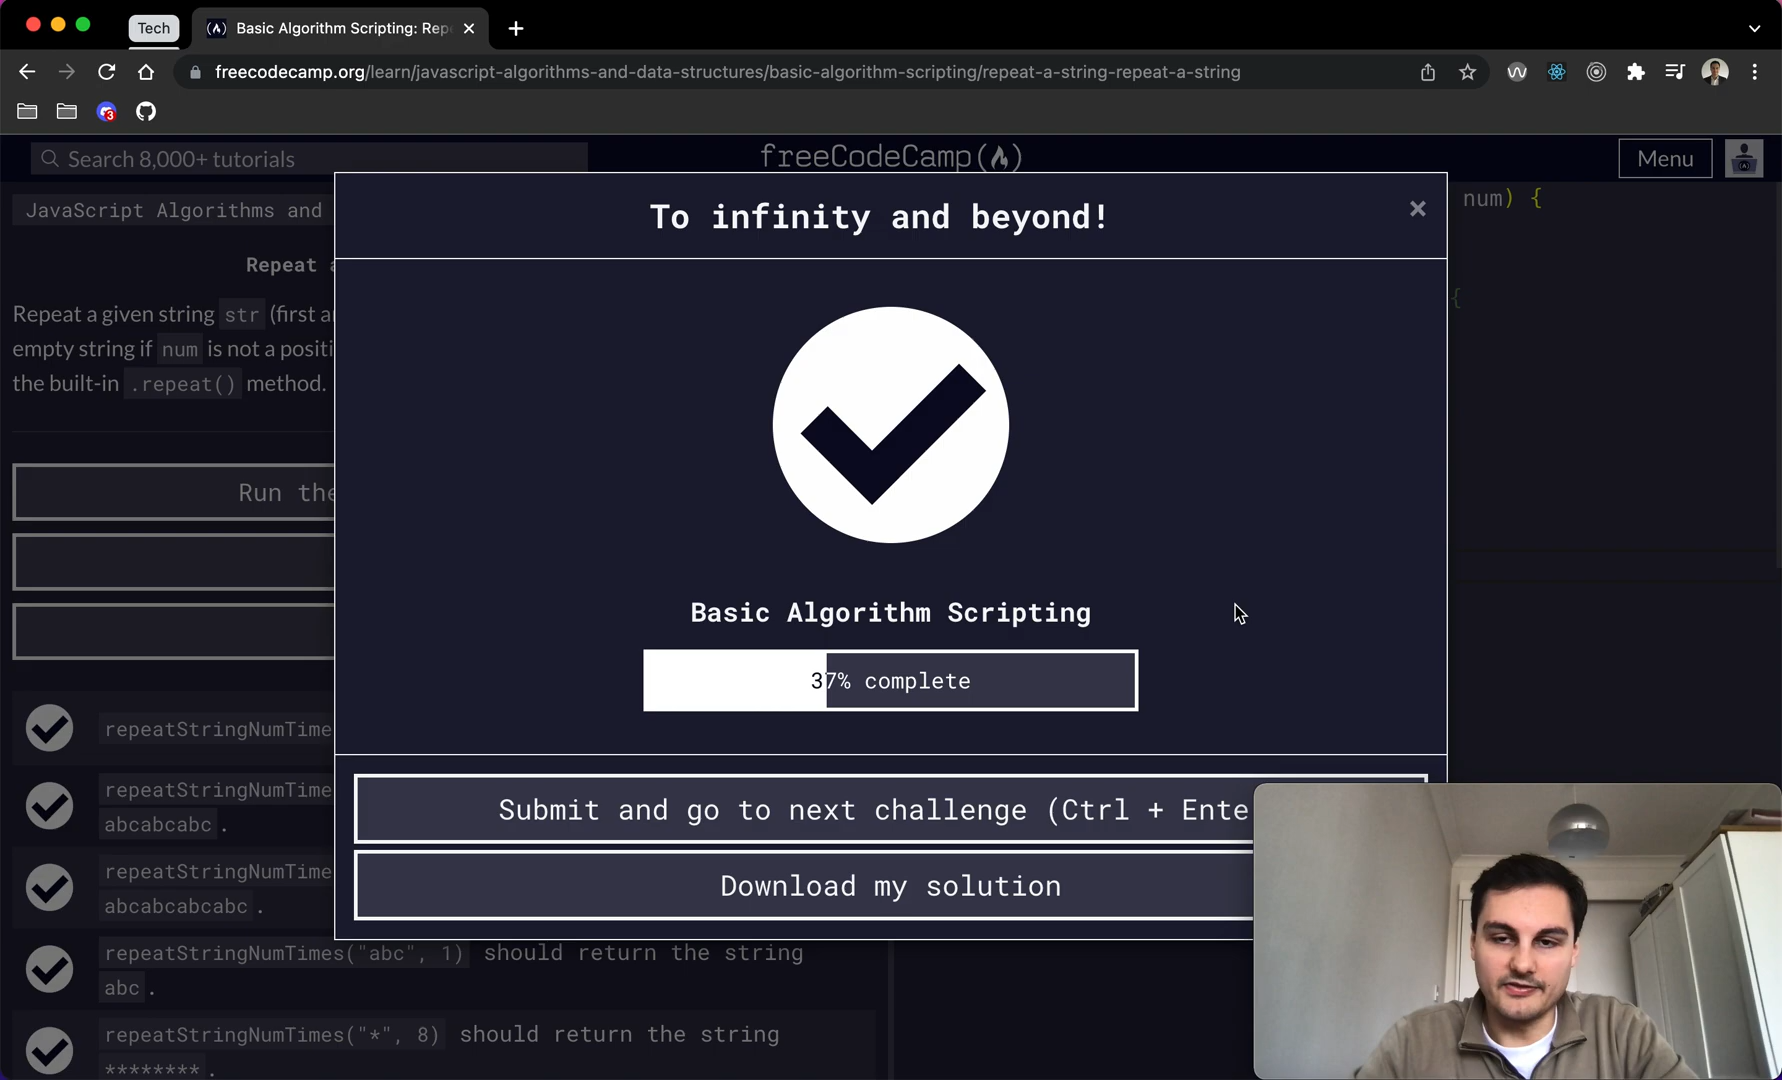 Tech
Basic Algorithm Scripting: Rep
freecodecamp.org/learn/javascript-algorithms-and-data-structures/basic-algorithm-scripting/repeat-a-string-repeat-a-string
3
Search 8,000+ tutorials
freeCodeCamp(
)
Menu
JavaScript Algorithms and
num) {
To infinity and beyond!
×
Repeat a
{
Repeat a given string str (first a
empty string if num is not a positi
the built-in .repeat() method.
Run the
Basic Algorithm Scripting
37% complete
repeatStringNumTime
repeatStringNumTime
abcabcabc.
repeatStringNumTime
abcabcabcabc.
repeatStringNumTimes("abc", 1) should return the string
abc.
repeatStringNumTimes("*", 8) should return the string
********.
Submit and go to next challenge (Ctrl + Ente
Download my solution